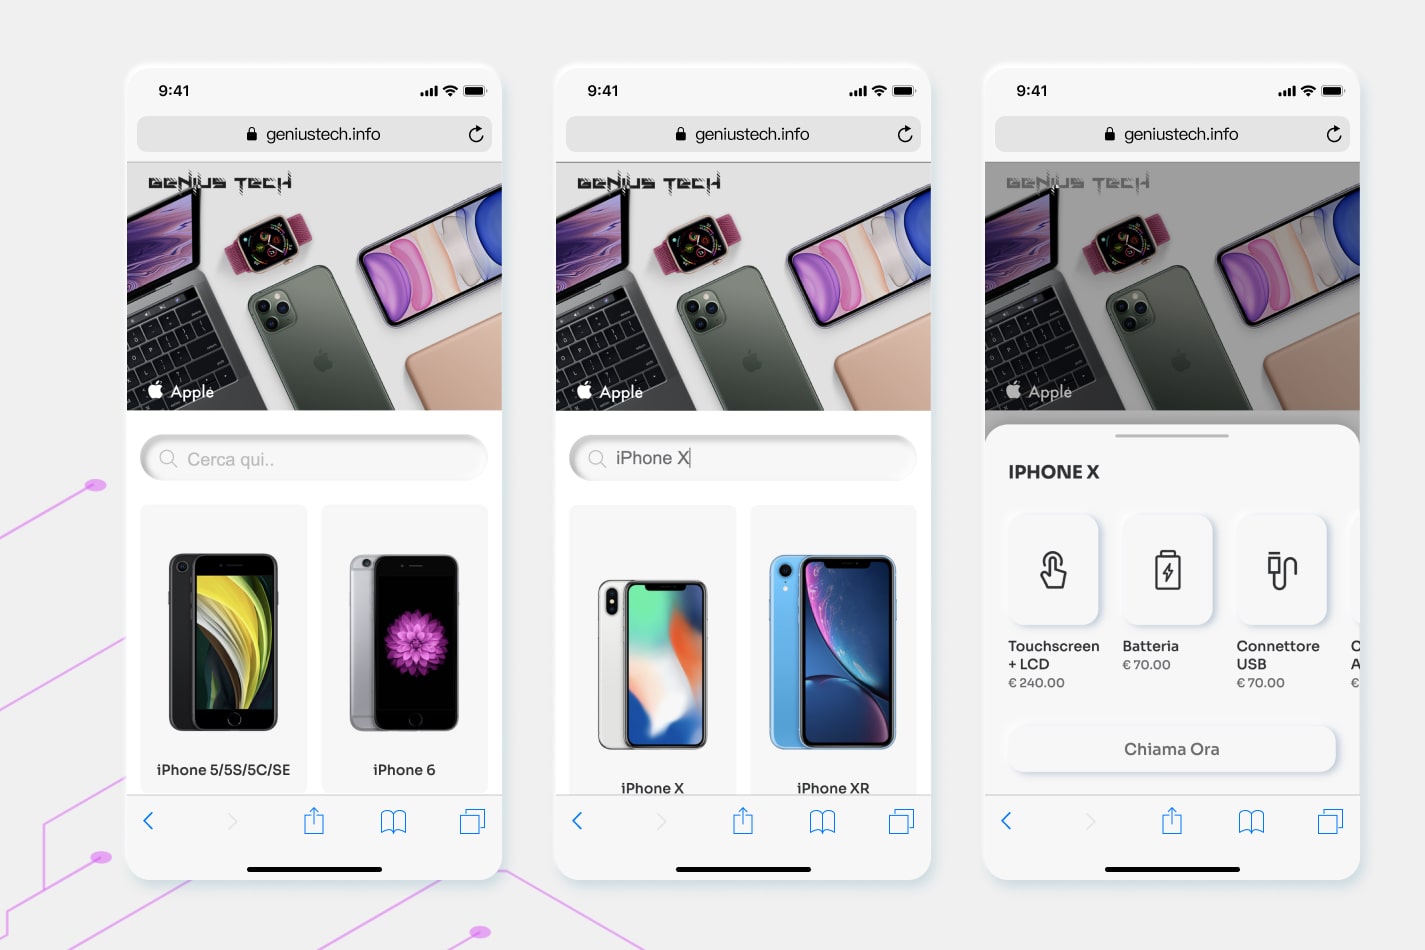 9:41
geniustech.info
GENIUS TECH
Apple
Cerca qui..
iPhone 5/5S/5C/SE
iPhone 6
9:41
geniustech.info
GENIUS TECH
Apple
iPhone X
iPhone X
iPhone XR
9:41
geniustech.info
GENIUS TECH
Apple
IPHONE X
Touchscreen
+ LCD
€ 240.00
Batteria
€ 70.00
Connettore
USB
€ 70.00
€
Chiama Ora